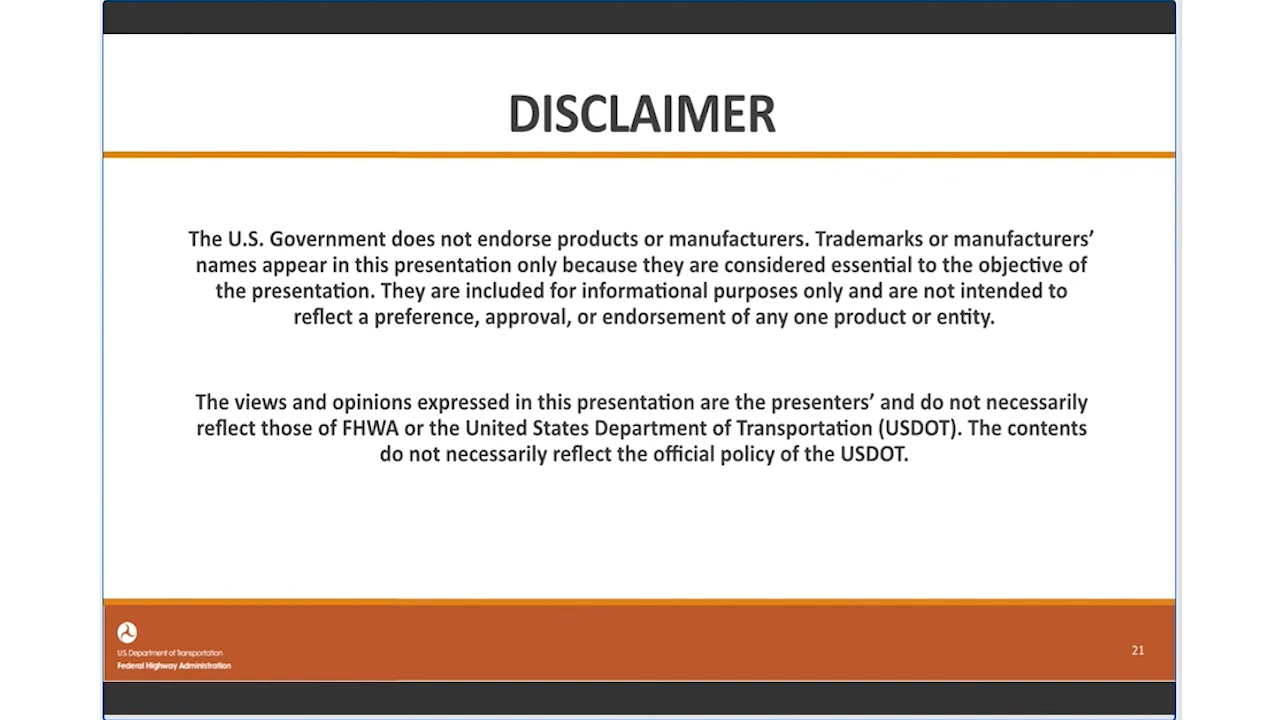 DISCLAIMER
The U.S. Government does not endorse products or manufacturers. Trademarks or manufacturers’
names appear in this presentation only because they are considered essential to the objective of
the presentation. They are included for informational purposes only and are not intended to
reflect a preference, approval, or endorsement of any one product or entity.
The views and opinions expressed in this presentation are the presenters’ and do not necessarily
reflect those of FHWA or the United States Department of Transportation (USDOT). The contents
do not necessarily reflect the official policy of the USDOT.
U.S. Department of Transportation
Federal Highway Administration
21